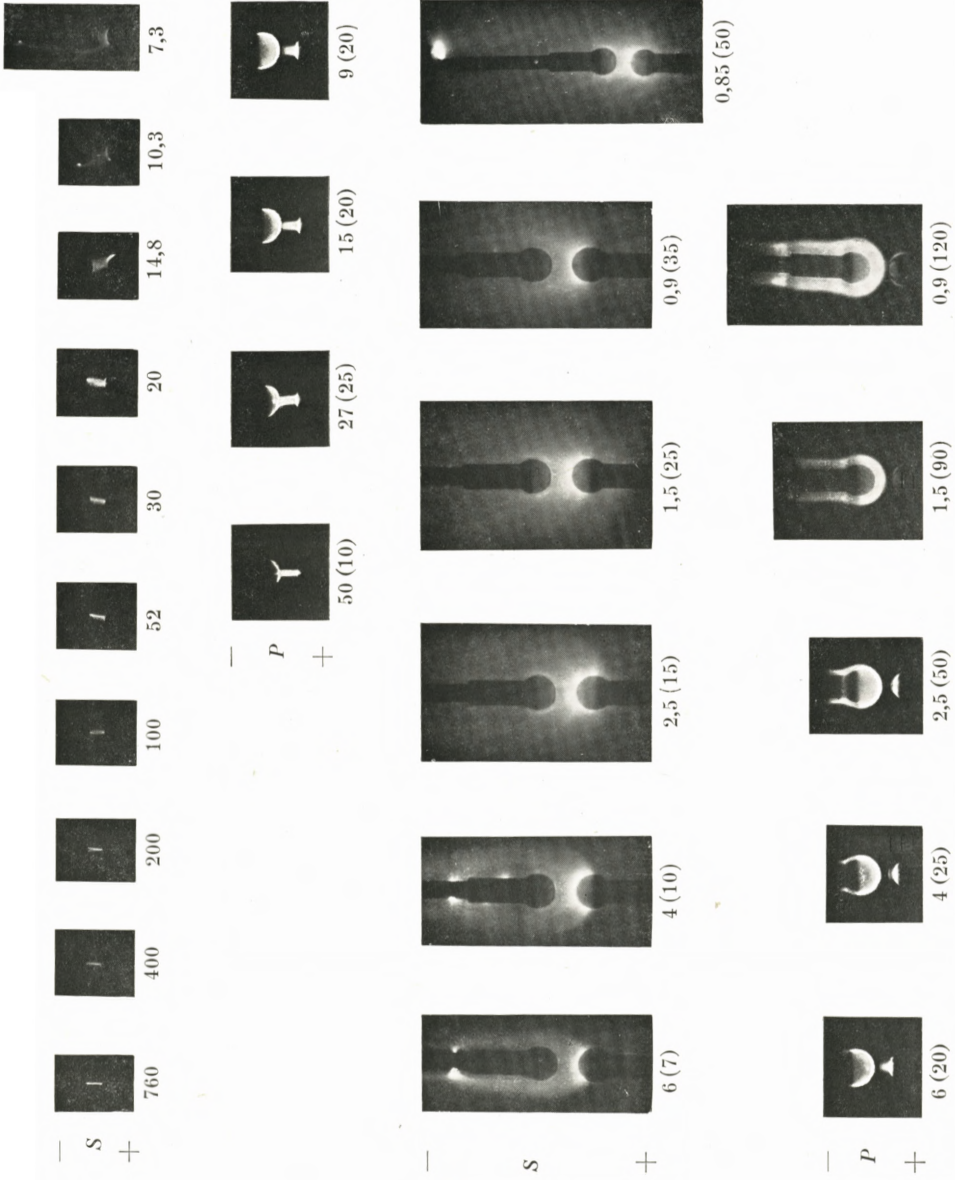 −
S
+
760 400 200 100 52 30 20 14,8 10,3 7,3
−
P
+
50 (10) 27 (25) 15 (20) 9 (20)
−
S
+
6 (7) 4 (10) 2,5 (15) 1,5 (25) 0,9 (35) 0,85 (50)
−
P
+
6 (20) 4 (25) 2,5 (50) 1,5 (90) 0,9 (120)